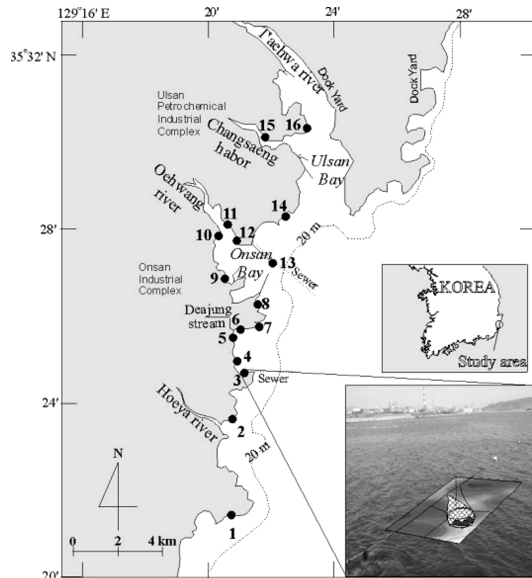 129°16' E
20'
24'
28'
35°32' N
Taehwa river
Dock Yard
Dock Yard
Ulsan
Petrochemical
Industrial
Complex
15
16
Changsaeng
habor
Ulsan
Bay
Oehwang
river
14
28'
11
10
12
20 m
Onsan
Bay
13
Sewer
Onsan
Industrial
Complex
9
KOREA
Deajung
stream
8
6
7
5
Study area
4
3
Sewer
24'
Hoeya river
2
N
20 m
0
2
4 km
1
20'